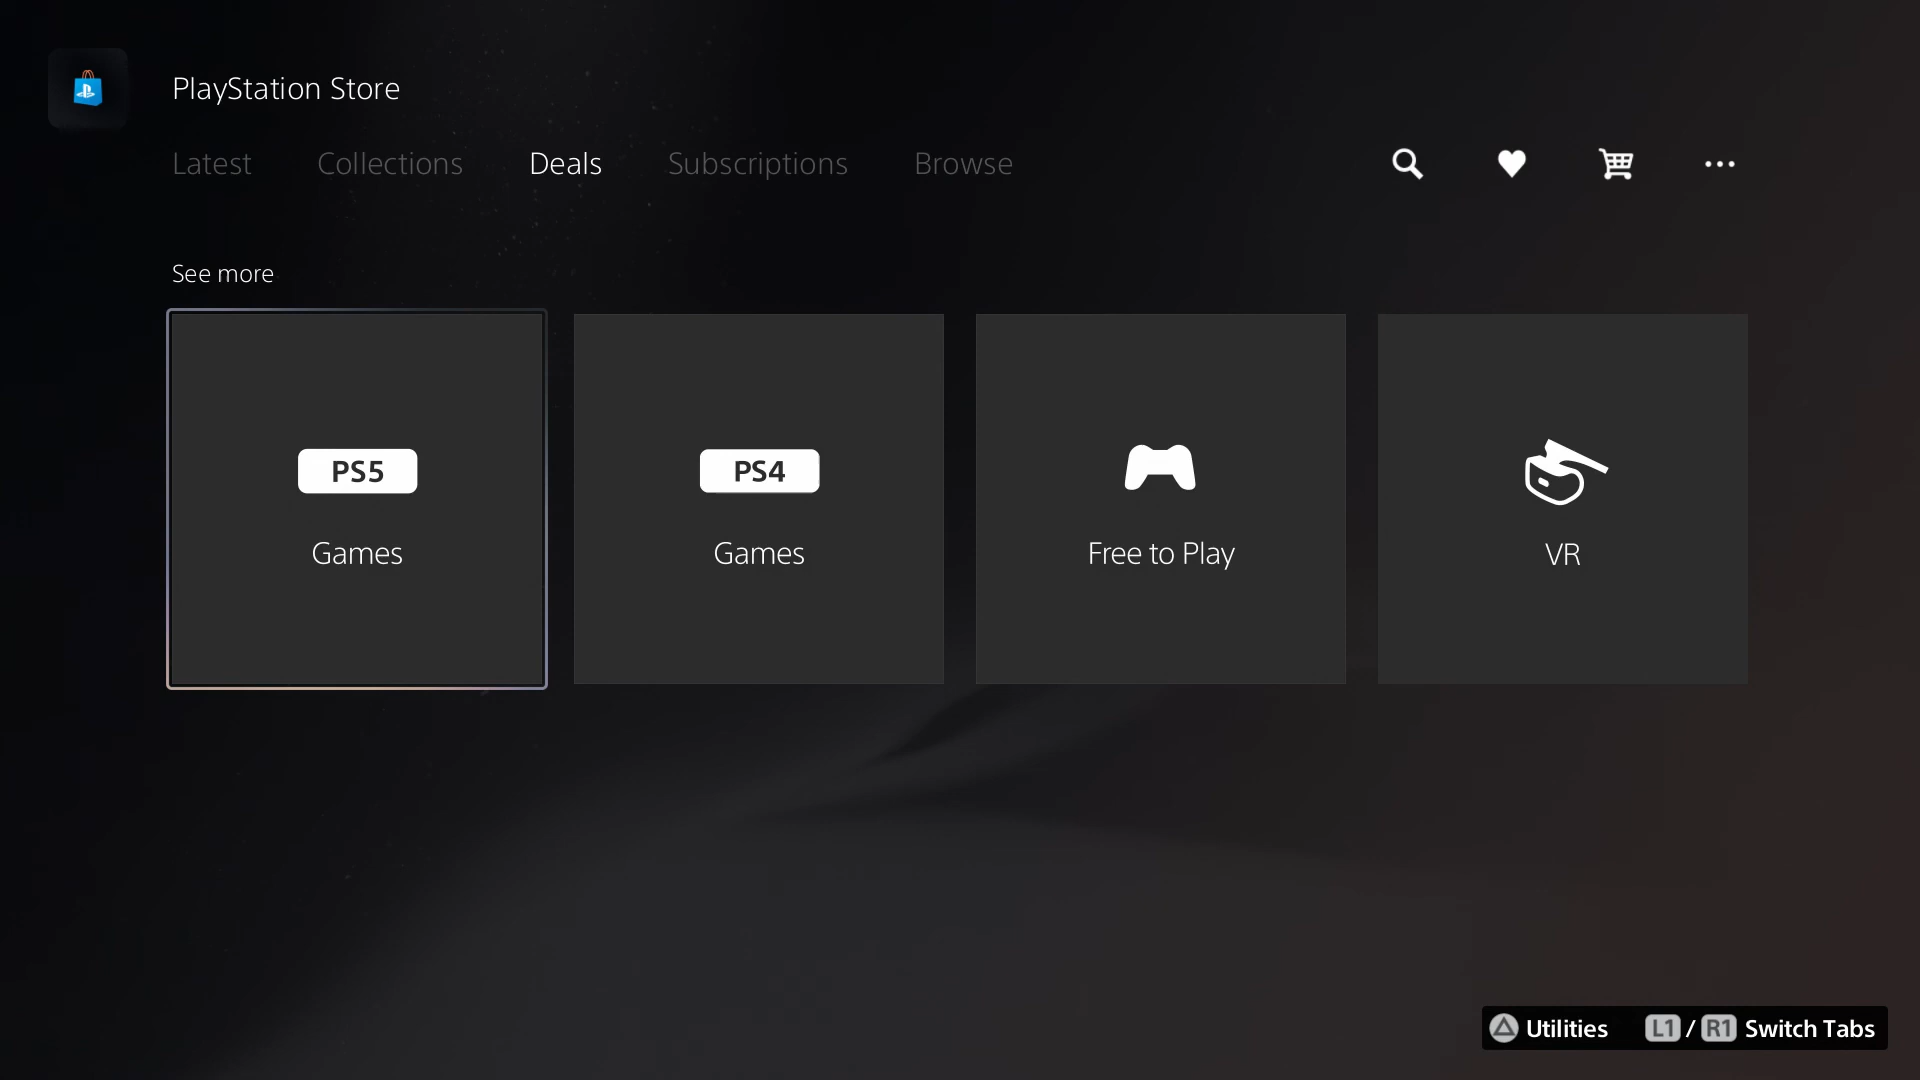 PlayStation Store
Latest Collections Deals Subscriptions Browse
See more
PS5
Games
PS4
Games
Free to Play
VR
Utilities L1 / R1 Switch Tabs